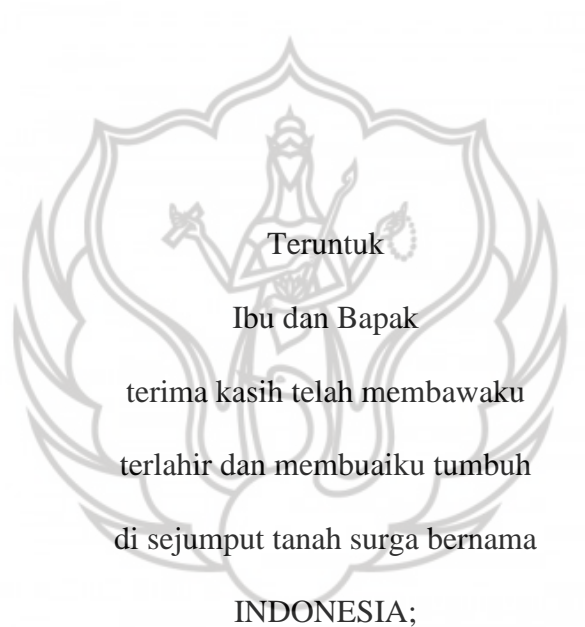 Teruntuk
Ibu dan Bapak
terima kasih telah membawaku
terlahir dan membuaiku tumbuh
di sejumput tanah surga bernama
INDONESIA;